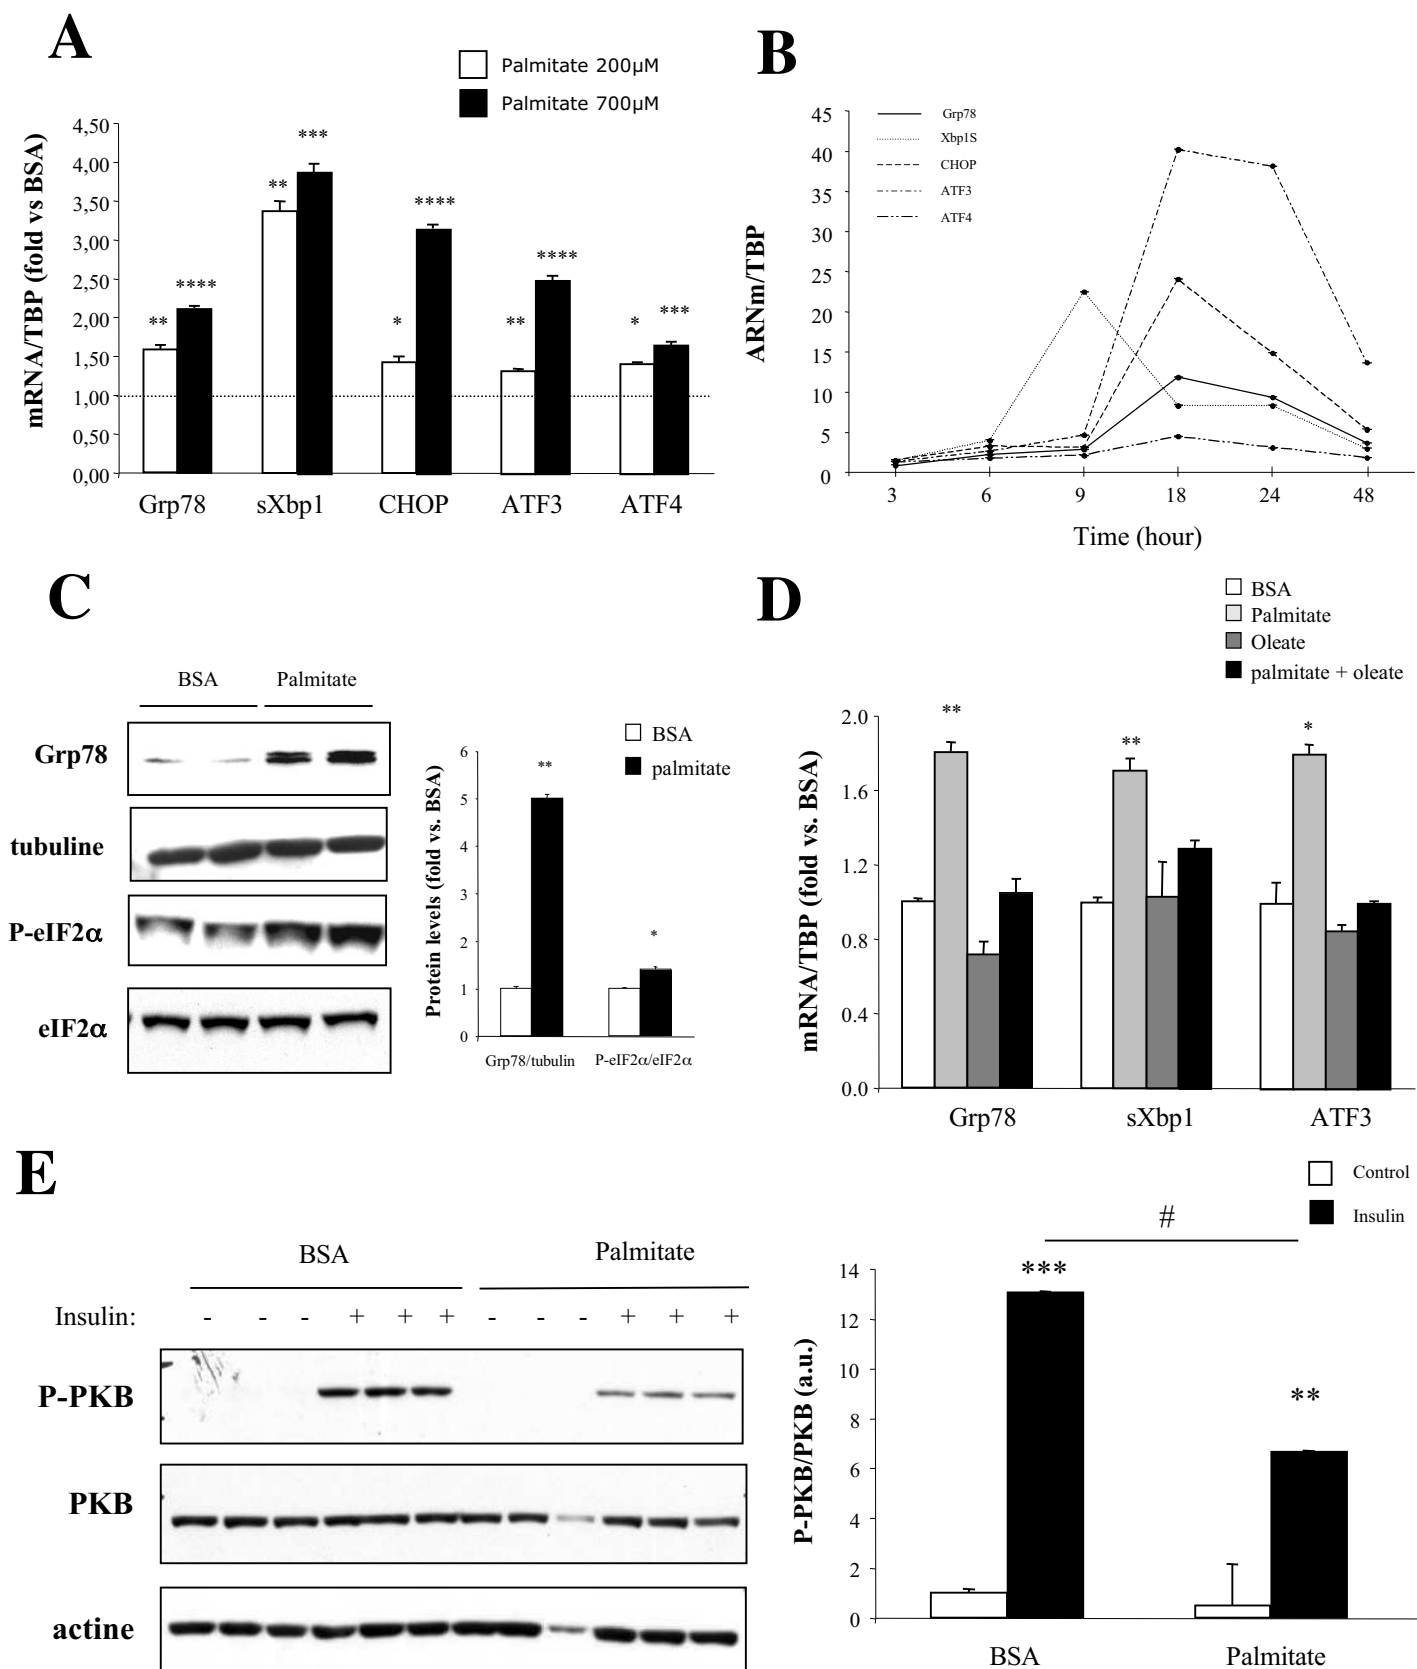 A
Palmitate 200µM
Palmitate 700µM
mRNA/TBP (fold vs BSA)
4,50
4,00
3,50
3,00
2,50
2,00
1,50
1,00
0,50
0,00
** **** ** *** * **** ** **** * ***
Grp78 sXbp1 CHOP ATF3 ATF4
B
Grp78
Xbp1S
CHOP
ATF3
ATF4
ARNm/TBP
45
40
35
30
25
20
15
10
5
0
3 6 9 18 24 48
Time (hour)
C
BSA Palmitate
Grp78
tubuline
P-eIF2α
eIF2α
BSA
palmitate
Protein levels (fold vs. BSA)
6
5
4
3
2
1
0
** *
Grp78/tubulin P-eIF2α/eIF2α
D
BSA
Palmitate
Oleate
palmitate + oleate
mRNA/TBP (fold vs. BSA)
2.0
1.6
1.2
0.8
0.4
0.0
** ** *
Grp78 sXbp1 ATF3
E
BSA Palmitate
Insulin: - - - + + + - - - + + +
P-PKB
PKB
actine
Control
Insulin
#
*** **
P-PKB/PKB (a.u.)
14
12
10
8
6
4
2
0
BSA Palmitate